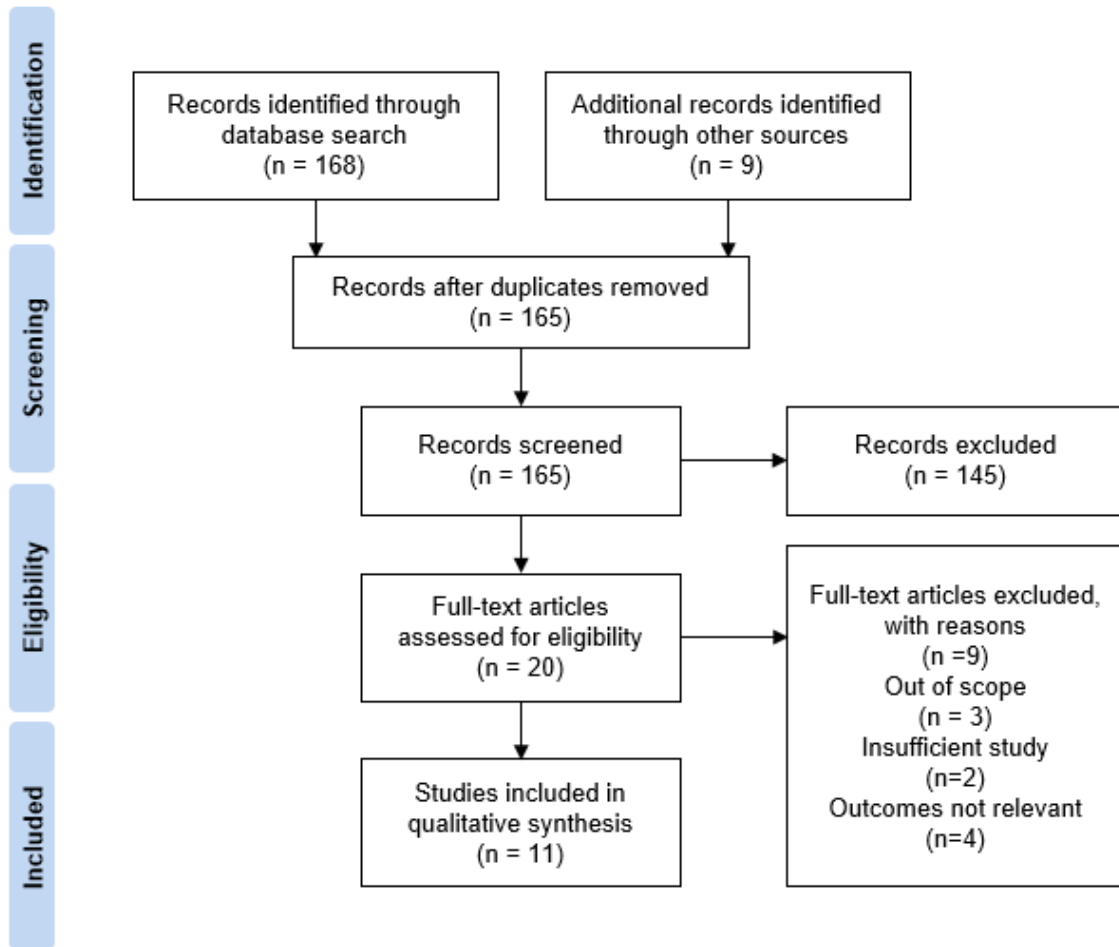 Identification
Records identified through
database search
(n = 168)
Additional records identified
through other sources
(n = 9)
Screening
Records after duplicates removed
(n = 165)
Records screened
(n = 165)
Records excluded
(n = 145)
Eligibility
Full-text articles
assessed for eligibility
(n = 20)
Full-text articles excluded,
with reasons
(n =9)
Out of scope
(n = 3)
Insufficient study
(n=2)
Outcomes not relevant
(n=4)
Included
Studies included in
qualitative synthesis
(n = 11)